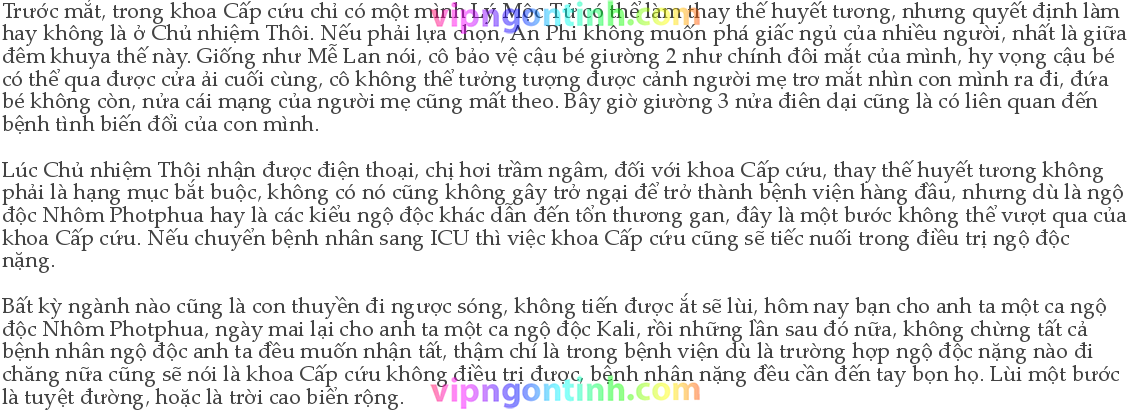 Trước mắt, trong khoa Cấp cứu chỉ có một mình Lý Mộc Tử có thể làm thay thế huyết tương, nhưng quyết định làm
vipngontinh.com
hay không là ở Chủ nhiệm Thôi. Nếu phải lựa chọn, An Phi không muốn phá giấc ngủ của nhiều người, nhất là giữa
đêm khuya thế này. Giống như Mễ Lan nói, cô bảo vệ cậu bé giường 2 như chính đôi mắt của mình, hy vọng cậu bé
có thể qua được cửa ải cuối cùng, cô không thể tưởng tượng được cảnh người mẹ trơ mắt nhìn con mình ra đi, đứa
bé không còn, nửa cái mạng của người mẹ cũng mất theo. Bây giờ giường 3 nửa điên dại cũng là có liên quan đến
bệnh tình biến đổi của con mình.
Lúc Chủ nhiệm Thôi nhận được điện thoại, chị hơi trầm ngâm, đối với khoa Cấp cứu, thay thế huyết tương không
phải là hạng mục bắt buộc, không có nó cũng không gây trở ngại để trở thành bệnh viện hàng đầu, nhưng dù là ngộ
độc Nhôm Photphua hay là các kiểu ngộ độc khác dẫn đến tổn thương gan, đây là một bước không thể vượt qua của
khoa Cấp cứu. Nếu chuyển bệnh nhân sang ICU thì việc khoa Cấp cứu cũng sẽ tiếc nuối trong điều trị ngộ độc
nặng.
Bất kỳ ngành nào cũng là con thuyền đi ngược sóng, không tiến được ắt sẽ lùi, hôm nay bạn cho anh ta một ca ngộ
độc Nhôm Photphua, ngày mai lại cho anh ta một ca ngộ độc Kali, rồi những lần sau đó nữa, không chừng tất cả
bệnh nhân ngộ độc anh ta đều muốn nhận tất, thậm chí là trong bệnh viện dù là trường hợp ngộ độc nặng nào đi
chăng nữa cũng sẽ nói là khoa Cấp cứu không điều trị được, bệnh nhân nặng đều cần đến tay bọn họ. Lùi một bước
là tuyệt đường, hoặc là trời cao biển rộng.
vipngontinh.com